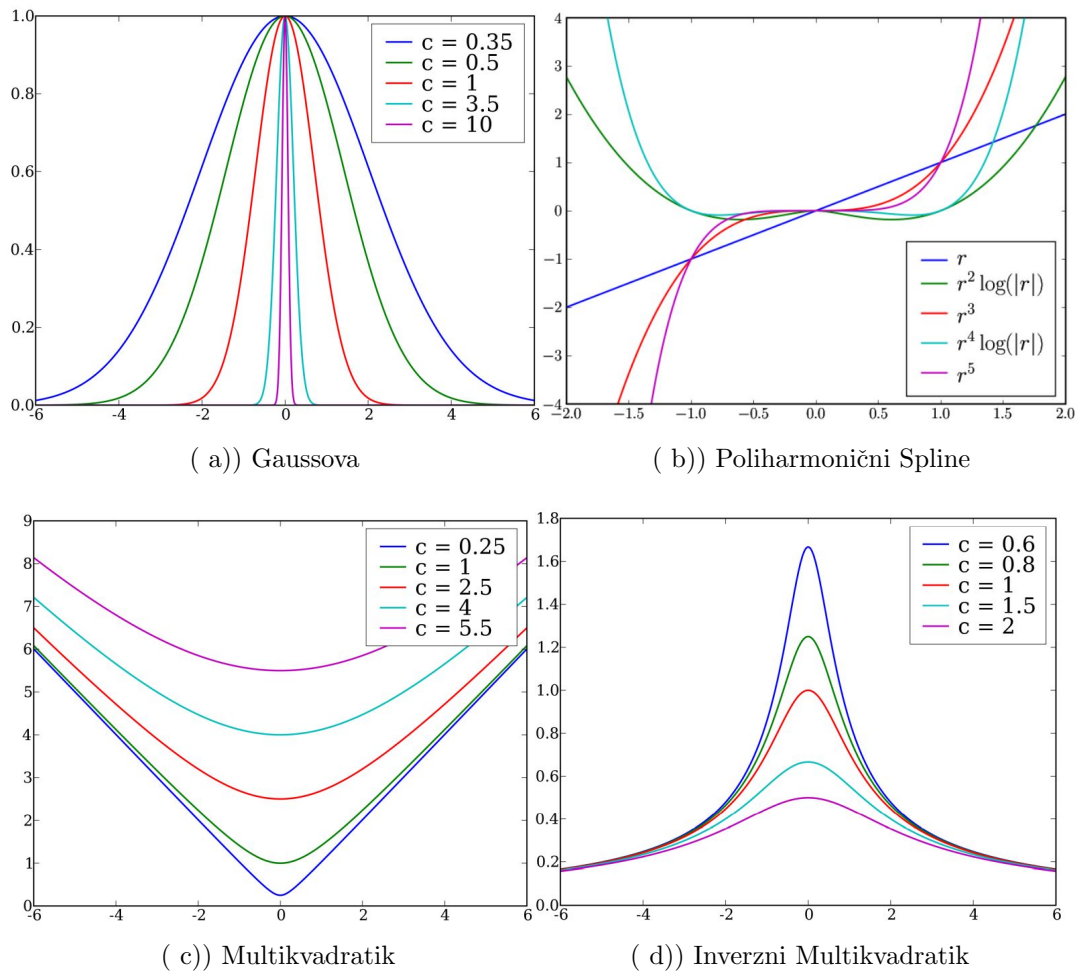 1.0
0.8
0.6
0.4
0.2
0.0
-6 -4 -2 0 2 4 6
c = 0.35
c = 0.5
c = 1
c = 3.5
c = 10
( a)) Gaussova
4
3
2
1
0
−1
−2
−3
−4
−2.0 −1.5 −1.0 −0.5 0.0 0.5 1.0 1.5 2.0
r
r² log(|r|)
r³
r⁴ log(|r|)
r⁵
( b)) Poliharmonični Spline
9
8
7
6
5
4
3
2
1
0
-6 -4 -2 0 2 4 6
c = 0.25
c = 1
c = 2.5
c = 4
c = 5.5
( c)) Multikvadratik
1.8
1.6
1.4
1.2
1.0
0.8
0.6
0.4
0.2
0.0
-6 -4 -2 0 2 4 6
c = 0.6
c = 0.8
c = 1
c = 1.5
c = 2
( d)) Inverzni Multikvadratik